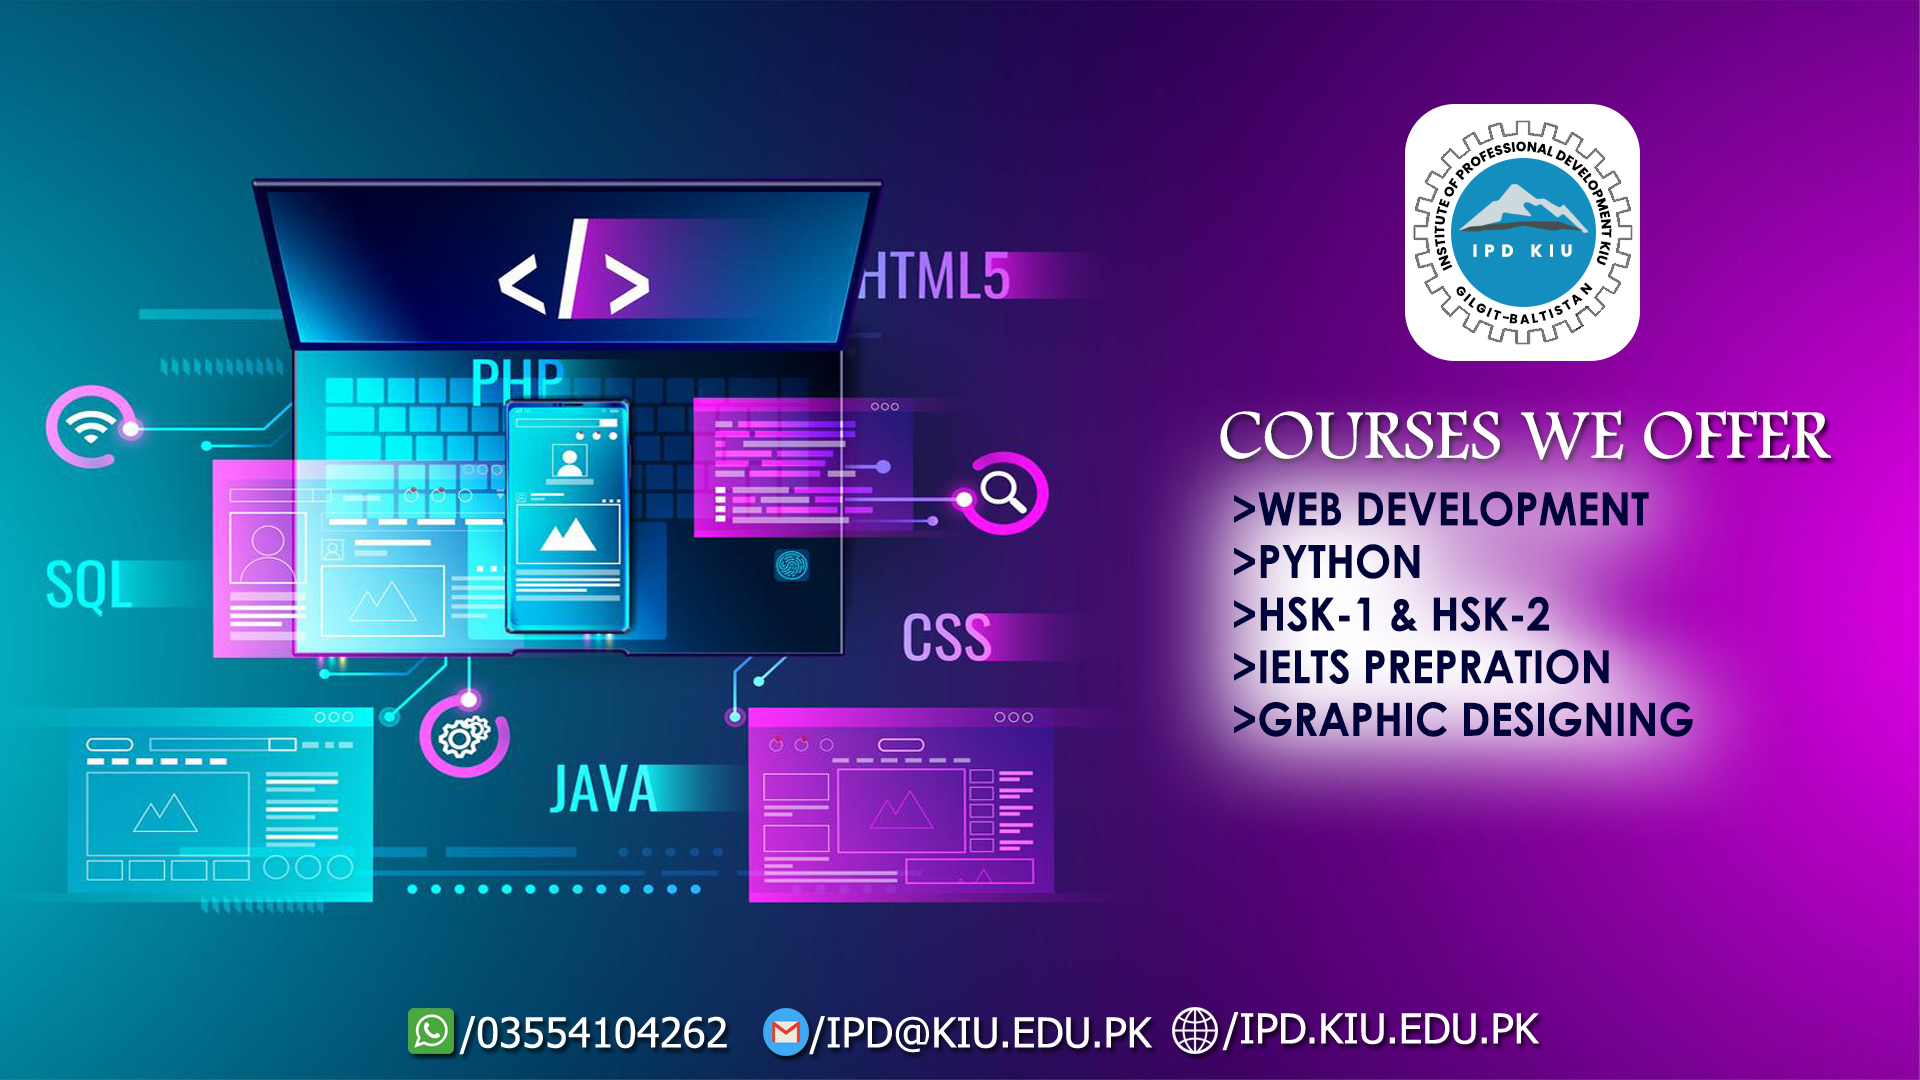 INSTITUTE OF PROFESSIONAL DEVELOPMENT KIU
IPD KIU
GILGIT-BALTISTAN
</>
HTML5
PHP
SQL
CSS
JAVA
COURSES WE OFFER
>WEB DEVELOPMENT
>PYTHON
>HSK-1 & HSK-2
>IELTS PREPRATION
>GRAPHIC DESIGNING
/03554104262
/IPD@KIU.EDU.PK
/IPD.KIU.EDU.PK